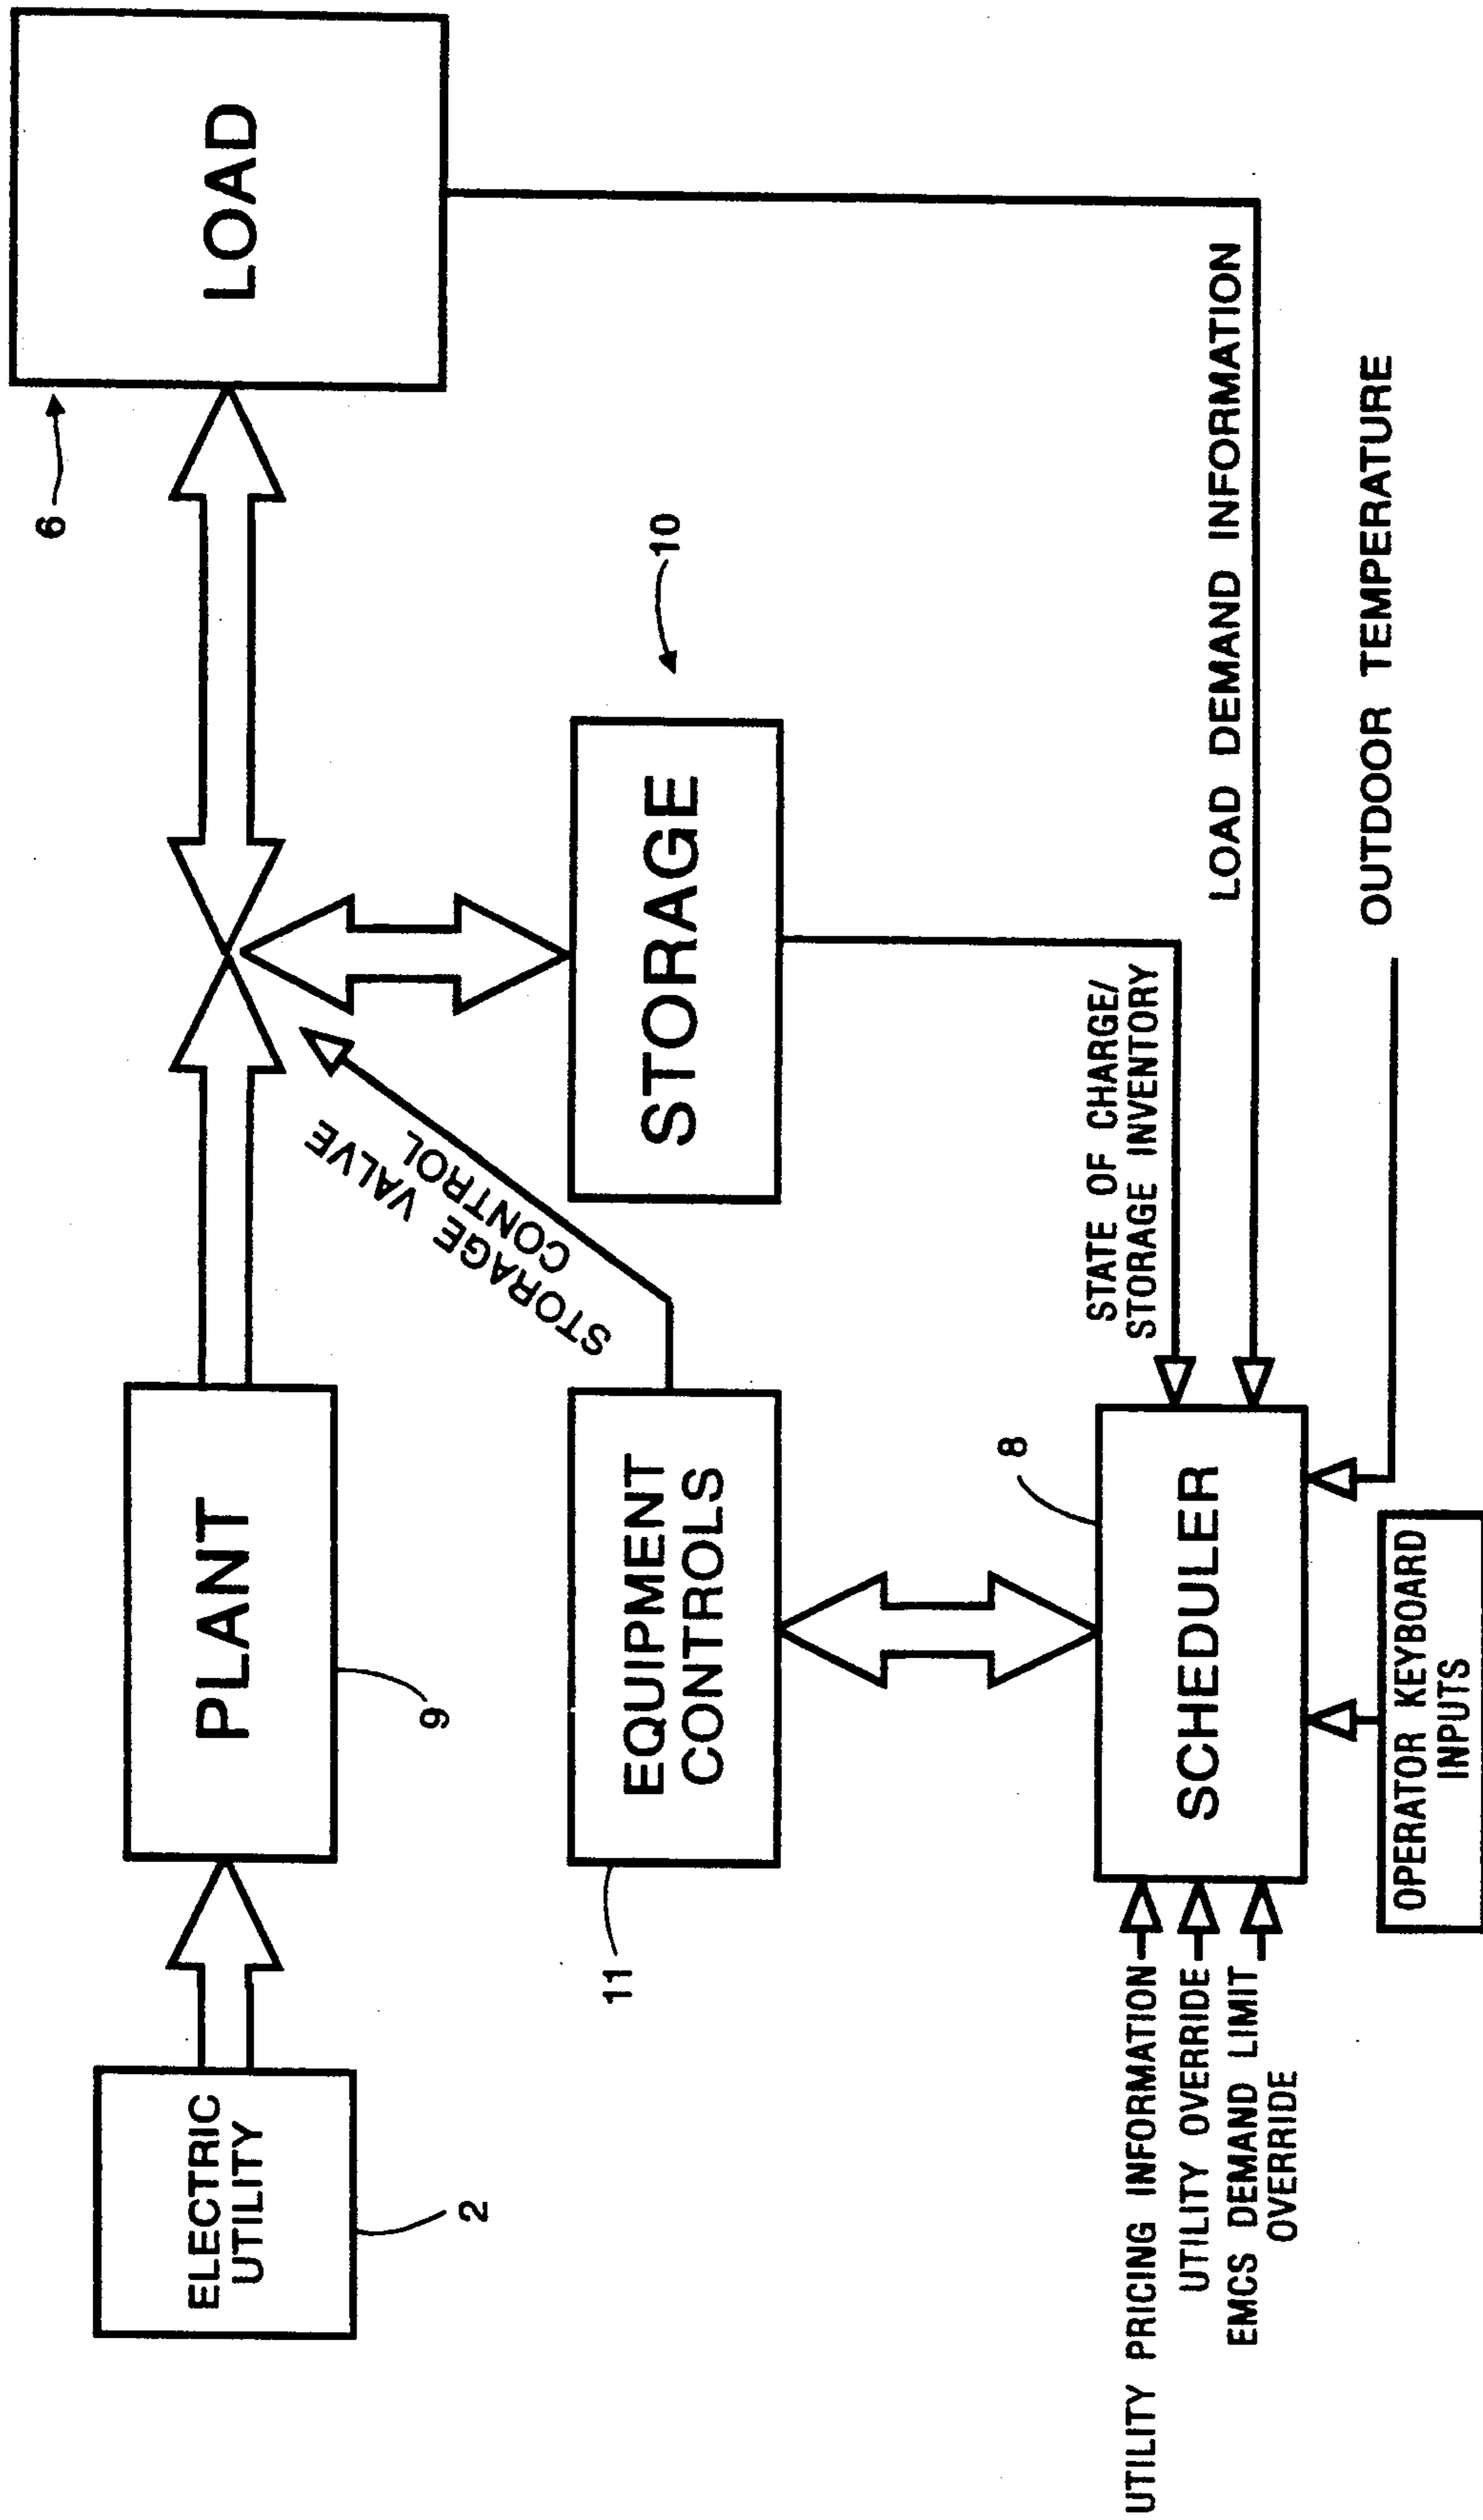 ELECTRIC
UTILITY
2
PLANT
9
LOAD
6
STORAGE VALVE
CONTROL
EQUIPMENT
CONTROLS
11
STORAGE
10
STATE OF CHARGE/
STORAGE INVENTORY
LOAD DEMAND INFORMATION
OUTDOOR TEMPERATURE
SCHEDULER
8
UTILITY PRICING INFORMATION
UTILITY OVERRIDE
EMCS DEMAND LIMIT
OVERRIDE
OPERATOR KEYBOARD
INPUTS